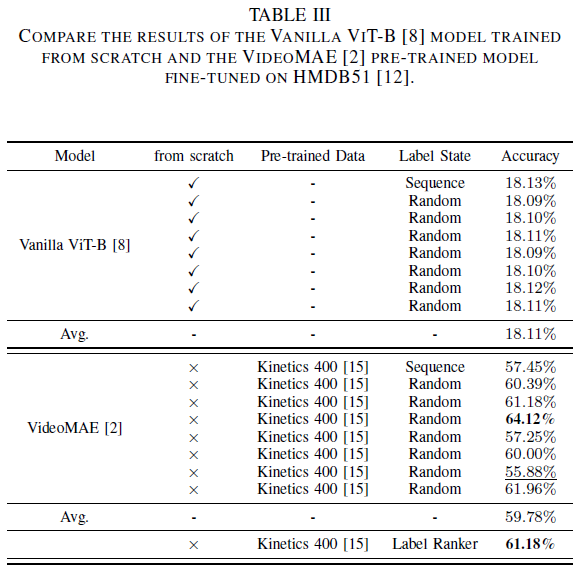 TABLE III
COMPARE THE RESULTS OF THE VANILLA VIT-B [8] MODEL TRAINED
FROM SCRATCH AND THE VIDEOMAE [2] PRE-TRAINED MODEL
FINE-TUNED ON HMDB51 [12].
Model from scratch Pre-trained Data Label State Accuracy
✓ - Sequence 18.13%
✓ - Random 18.09%
✓ - Random 18.10%
✓ - Random 18.11%
Vanilla ViT-B [8]
✓ - Random 18.09%
✓ - Random 18.10%
✓ - Random 18.12%
✓ - Random 18.11%
Avg. - - - 18.11%
× Kinetics 400 [15] Sequence 57.45%
× Kinetics 400 [15] Random 60.39%
× Kinetics 400 [15] Random 61.18%
× Kinetics 400 [15] Random 64.12%
VideoMAE [2]
× Kinetics 400 [15] Random 57.25%
× Kinetics 400 [15] Random 60.00%
× Kinetics 400 [15] Random 55.88%
× Kinetics 400 [15] Random 61.96%
Avg. - - - 59.78%
× Kinetics 400 [15] Label Ranker 61.18%